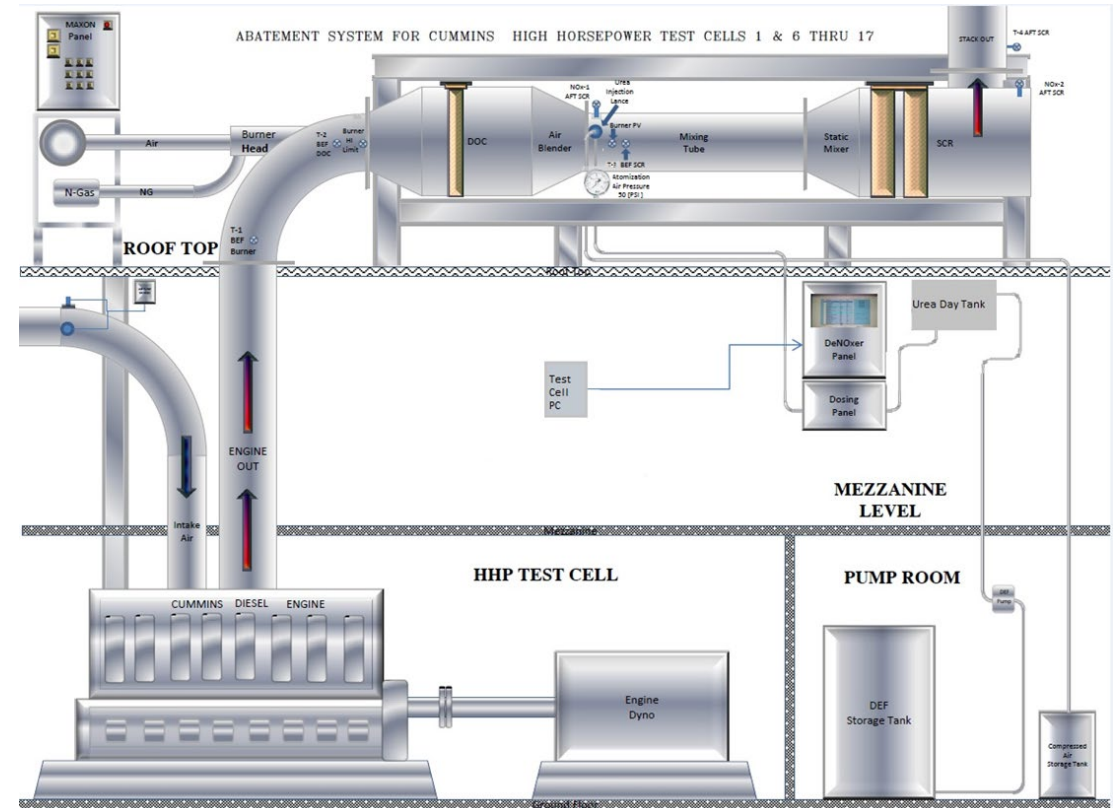 ABATEMENT SYSTEM FOR CUMMINS HIGH HORSEPOWER TEST CELLS 1 & 6 THRU 17
MAXON
Panel
Air
Burner
Head
N-Gas
NG
T-2
BEF
DOC
Burner
HI
Limit
T-1
BEF
Burner
DOC
Air
Blender
NOx-1
AFT SCR
Urea
Injection
Lance
Burner PV
BEF SCR
Atomization
Air Pressure
50 (PSI)
Mixing
Tube
Static
Mixer
SCR
STACK OUT
T-4 AFT SCR
NOx-2
AFT SCR
ROOF TOP
Roof Top
ENGINE
OUT
Intake
Air
Test
Cell
PC
DeNOxer
Panel
Dosing
Panel
Urea Day Tank
MEZZANINE
LEVEL
Mezzanine
HHP TEST CELL
PUMP ROOM
CUMMINS DIESEL ENGINE
Engine
Dyno
DEF
Pump
DEF
Storage Tank
Compressed
Air
Storage Tank
Ground Floor